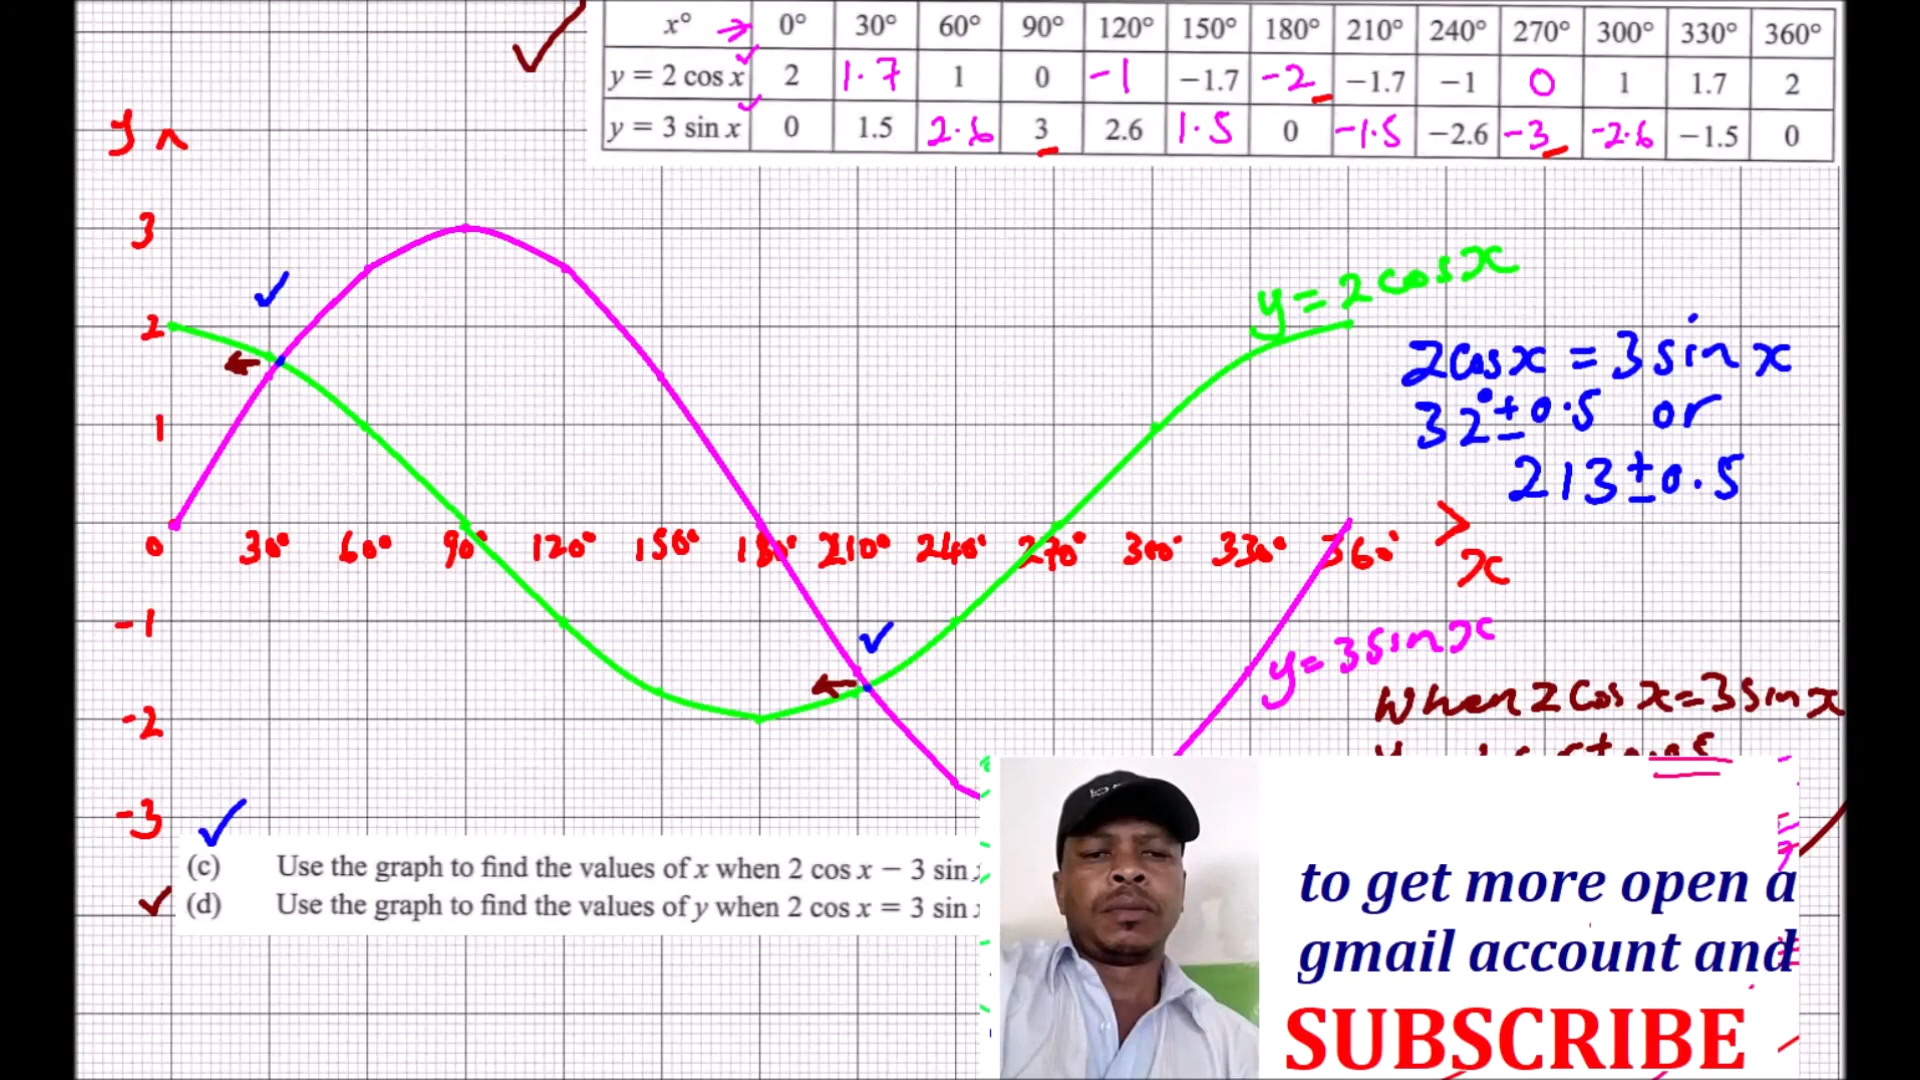 x° 0° 30° 60° 90° 120° 150° 180° 210° 240° 270° 300° 330° 360°
y = 2 cos x 2 1.7 1 0 -1 −1.7 -2 −1.7 −1 0 1 1.7 2
y = 3 sin x 0 1.5 2.6 3 2.6 1.5 0 -1.5 −2.6 -3 -2.6 −1.5 0
y
3
2
1
0 30° 60° 90° 120° 150° 180° 210° 240° 270° 300° 330° 360°
x
-1
-2
-3
y=2cosx
2cosx = 3sin x
32°±0.5 or
213±0.5
y=3sinx
when 2cos x=3sin x
(c) Use the graph to find the values of x when 2 cos x − 3 sin
(d) Use the graph to find the values of y when 2 cos x = 3 sin
to get more open a
gmail account and
SUBSCRIBE